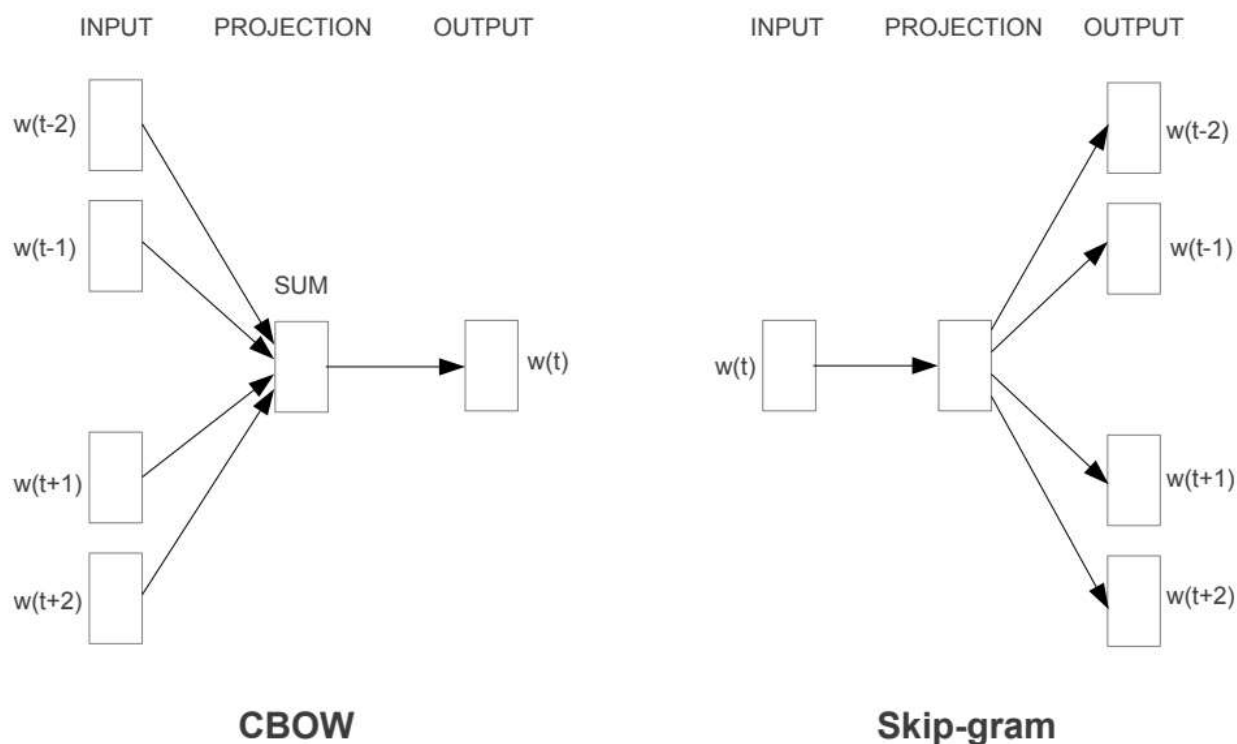 INPUT PROJECTION OUTPUT
w(t-2)
w(t-1)
SUM
w(t)
w(t+1)
w(t+2)
CBOW
INPUT PROJECTION OUTPUT
w(t-2)
w(t-1)
w(t)
w(t+1)
w(t+2)
Skip-gram